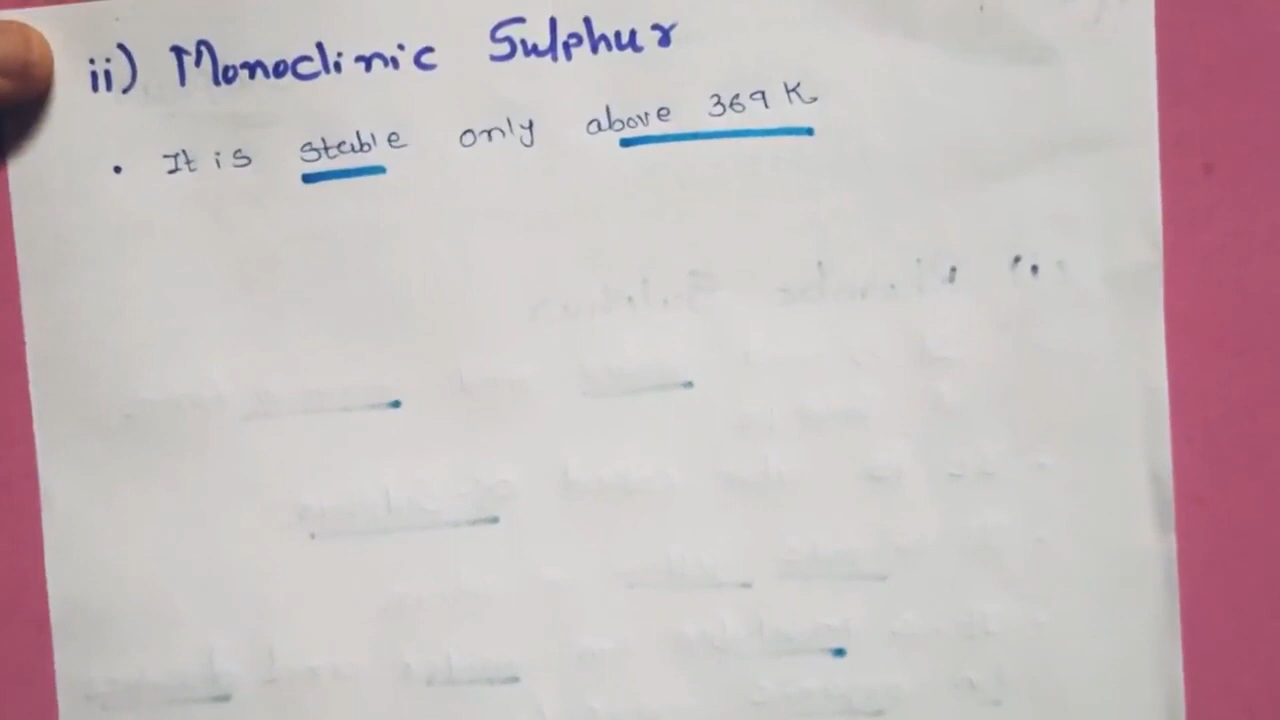 ii) Monoclinic Sulphur
• It is stable only above 369 K